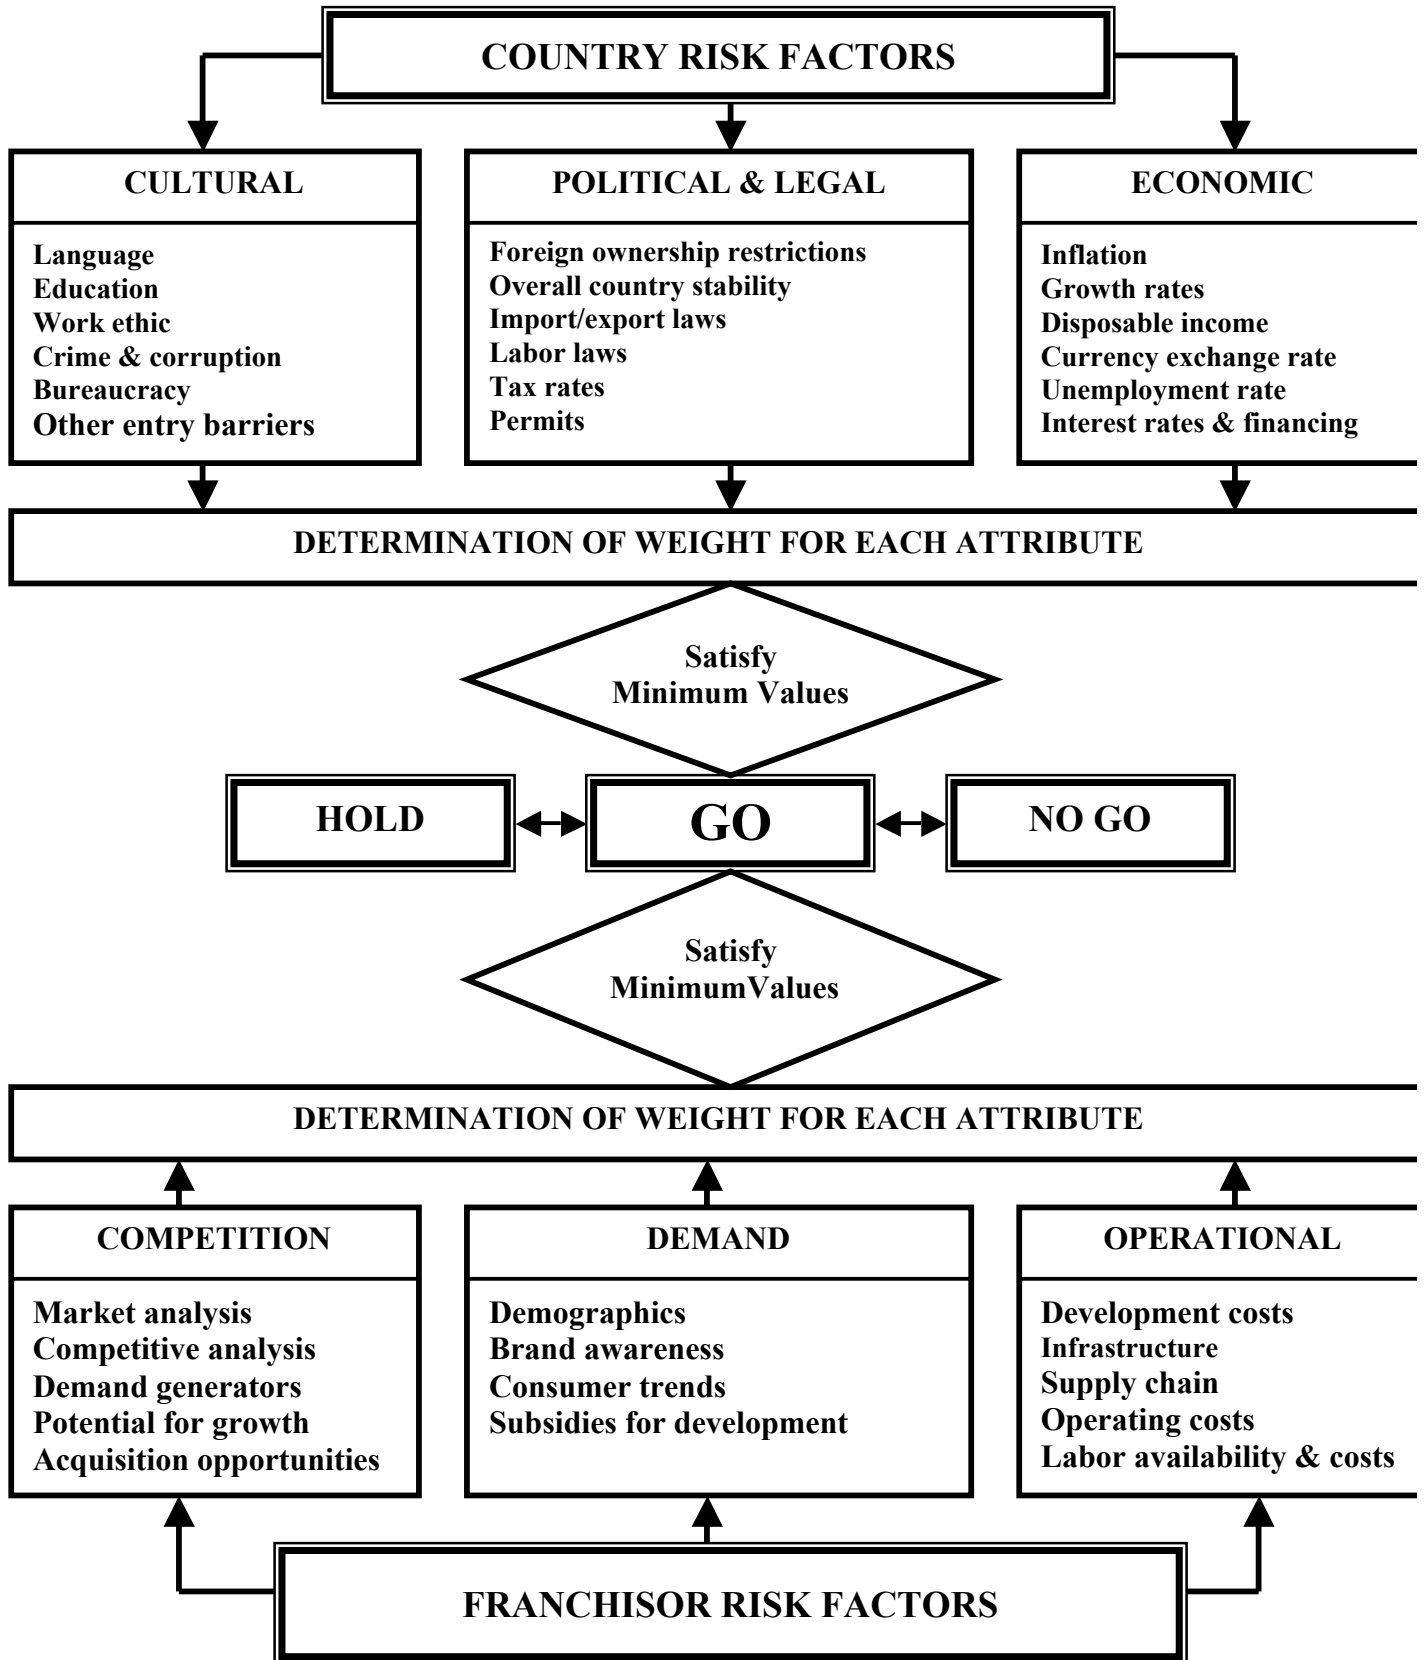 COUNTRY RISK FACTORS
CULTURAL
Language
Education
Work ethic
Crime & corruption
Bureaucracy
Other entry barriers
POLITICAL & LEGAL
Foreign ownership restrictions
Overall country stability
Import/export laws
Labor laws
Tax rates
Permits
ECONOMIC
Inflation
Growth rates
Disposable income
Currency exchange rate
Unemployment rate
Interest rates & financing
DETERMINATION OF WEIGHT FOR EACH ATTRIBUTE
Satisfy
Minimum Values
HOLD
GO
NO GO
Satisfy
MinimumValues
DETERMINATION OF WEIGHT FOR EACH ATTRIBUTE
COMPETITION
Market analysis
Competitive analysis
Demand generators
Potential for growth
Acquisition opportunities
DEMAND
Demographics
Brand awareness
Consumer trends
Subsidies for development
OPERATIONAL
Development costs
Infrastructure
Supply chain
Operating costs
Labor availability & costs
FRANCHISOR RISK FACTORS